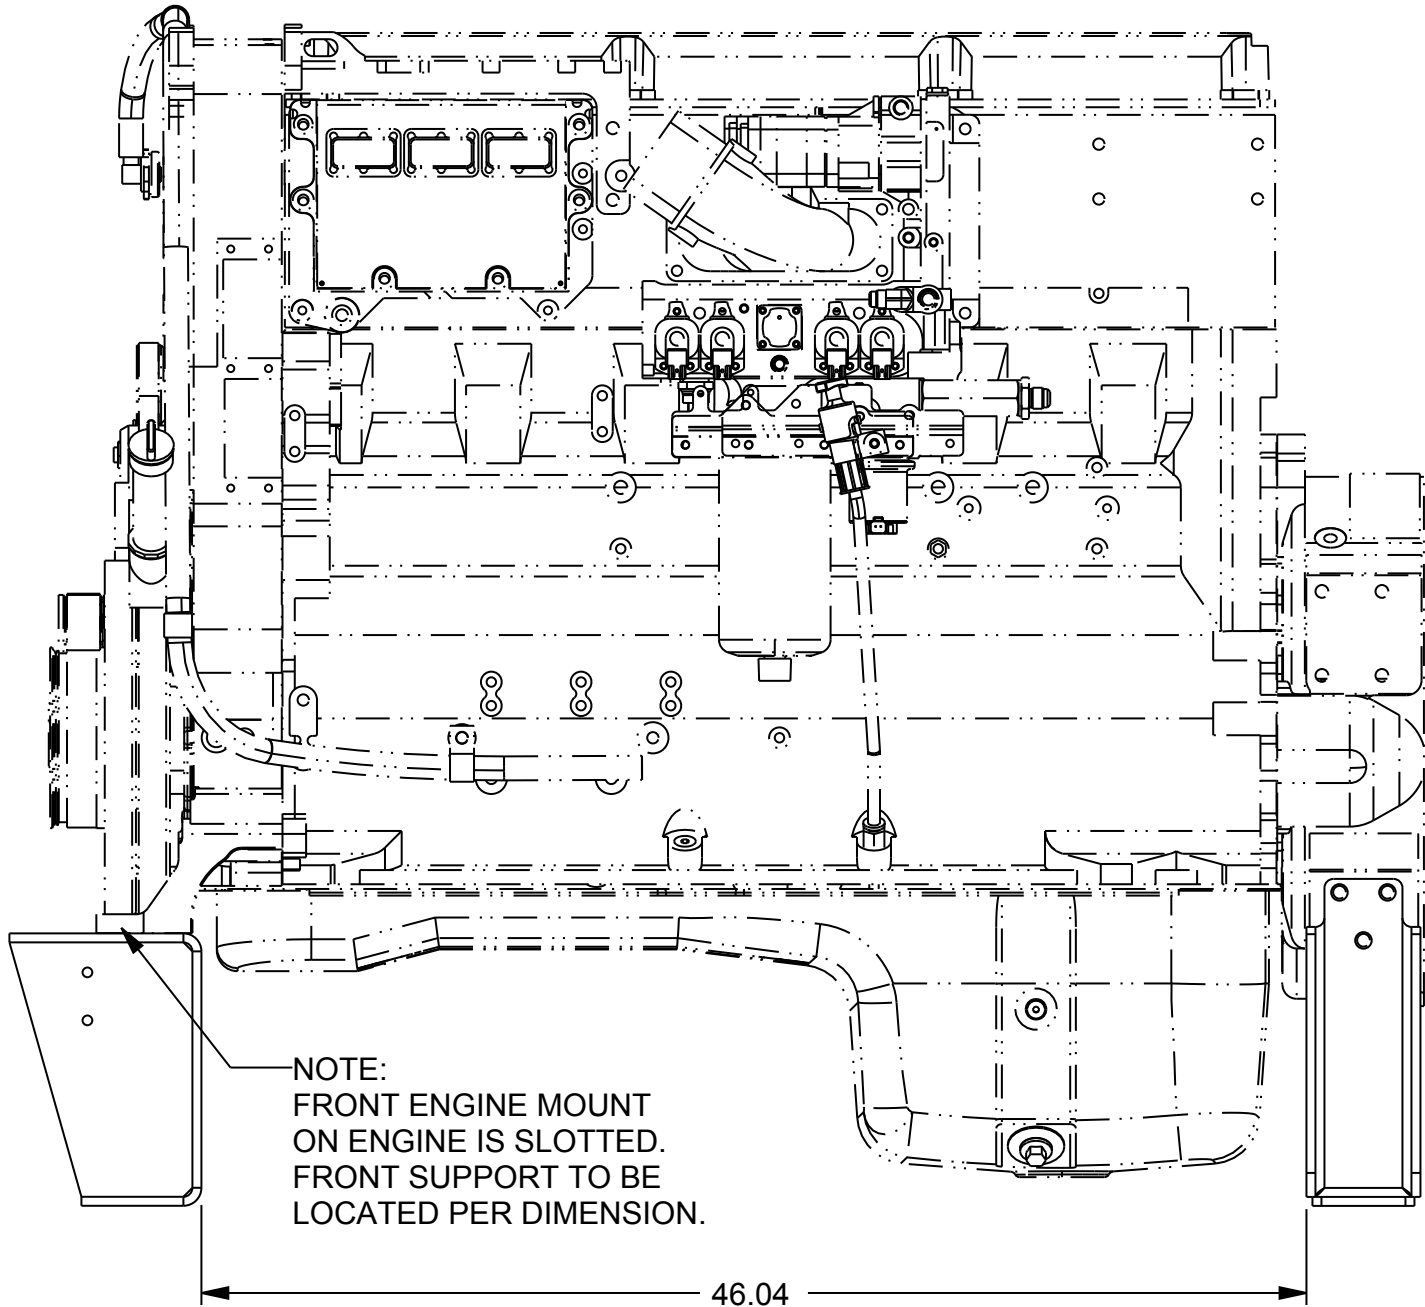 NOTE:
FRONT ENGINE MOUNT
ON ENGINE IS SLOTTED.
FRONT SUPPORT TO BE
LOCATED PER DIMENSION.
46.04